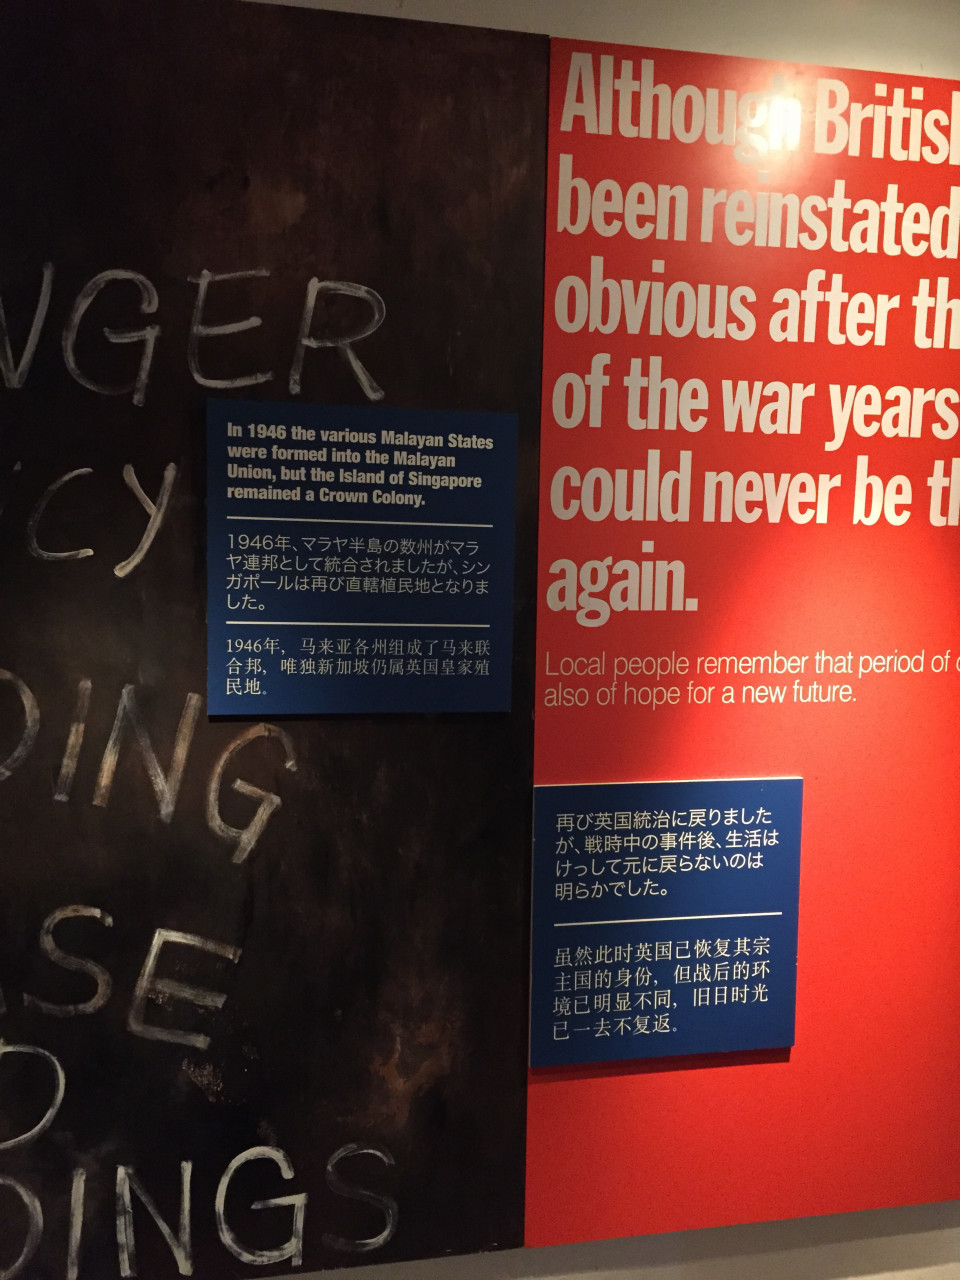 NGER
CY
DING
SE
DINGS
In 1946 the various Malayan States
were formed into the Malayan
Union, but the Island of Singapore
remained a Crown Colony.
1946年、マラヤ半島の数州がマラ
ヤ連邦として統合されましたが、シン
ガポールは再び直轄植民地となりま
した。
1946年，马来亚各州组成了马来联
合邦，唯独新加坡仍属英国皇家殖
民地。
Although British
been reinstated
obvious after th
of the war years
could never be th
again.
Local people remember that period of
also of hope for a new future.
再び英国統治に戻りました
が、戦時中の事件後、生活は
けっして元に戻らないのは
明らかでした。
虽然此时英国己恢复其宗
主国的身份，但战后的环
境已明显不同，旧日时光
已一去不复返。